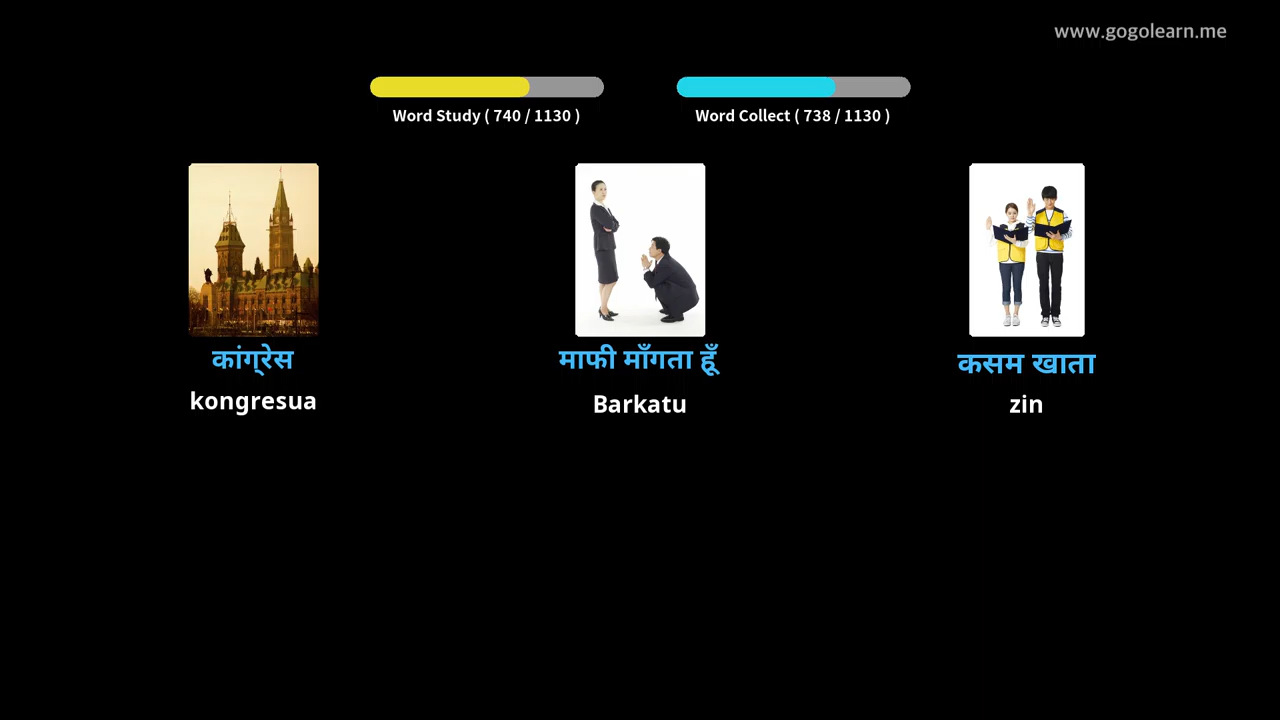 www.gogolearn.me
Word Study ( 740 / 1130 )
Word Collect ( 738 / 1130 )
कांग्रेस
माफी माँगता हूँ
कसम खाता
kongresua
Barkatu
zin